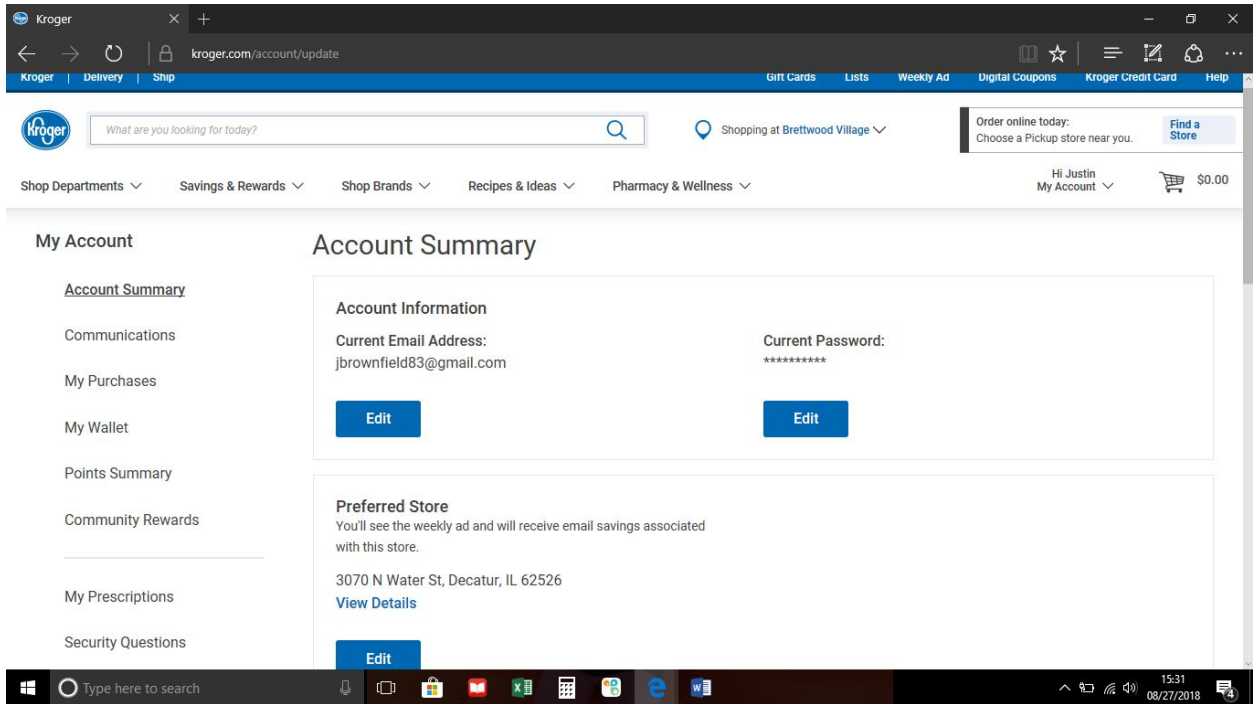 Kroger
kroger.com/account/update
Kroger | Delivery | Ship Gift Cards Lists Weekly Ad Digital Coupons Kroger Credit Card Help
Kroger What are you looking for today? Shopping at Brettwood Village
Order online today:
Choose a Pickup store near you.
Find a
Store
Shop Departments Savings & Rewards Shop Brands Recipes & Ideas Pharmacy & Wellness
Hi Justin
My Account
$0.00
My Account
Account Summary
Communications
My Purchases
My Wallet
Points Summary
Community Rewards
My Prescriptions
Security Questions
Account Summary
Account Information
Current Email Address:
jbrownfield83@gmail.com
Edit
Current Password:
**********
Edit
Preferred Store
You'll see the weekly ad and will receive email savings associated
with this store.
3070 N Water St, Decatur, IL 62526
View Details
Edit
Type here to search
15:31
08/27/2018
4